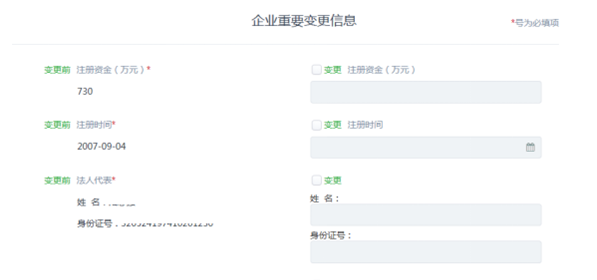 企业重要变更信息
*号为必填项
变更前 注册资金（万元）* 变更 注册资金（万元）
730
变更前 注册时间* 变更 注册时间
2007-09-04
变更前 法人代表* 变更
姓 名： 姓 名：
身份证号： 身份证号：